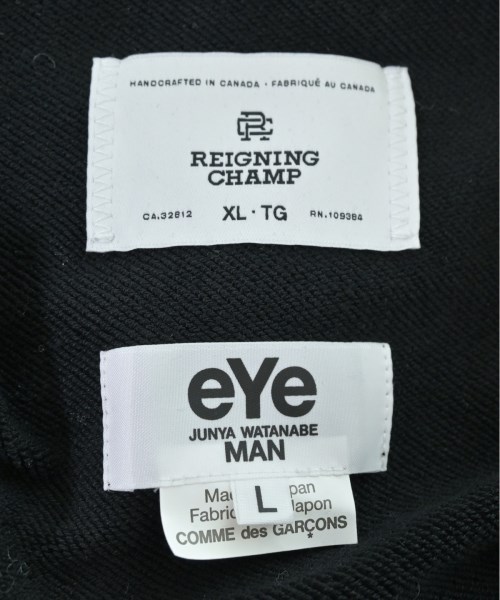 HANDCRAFTED IN CANADA · FABRIQUÉ AU CANADA
RC
REIGNING
CHAMP
CA.32812 XL · TG RN.109384
eYe
JUNYA WATANABE
MAN
L
COMME des GARÇONS